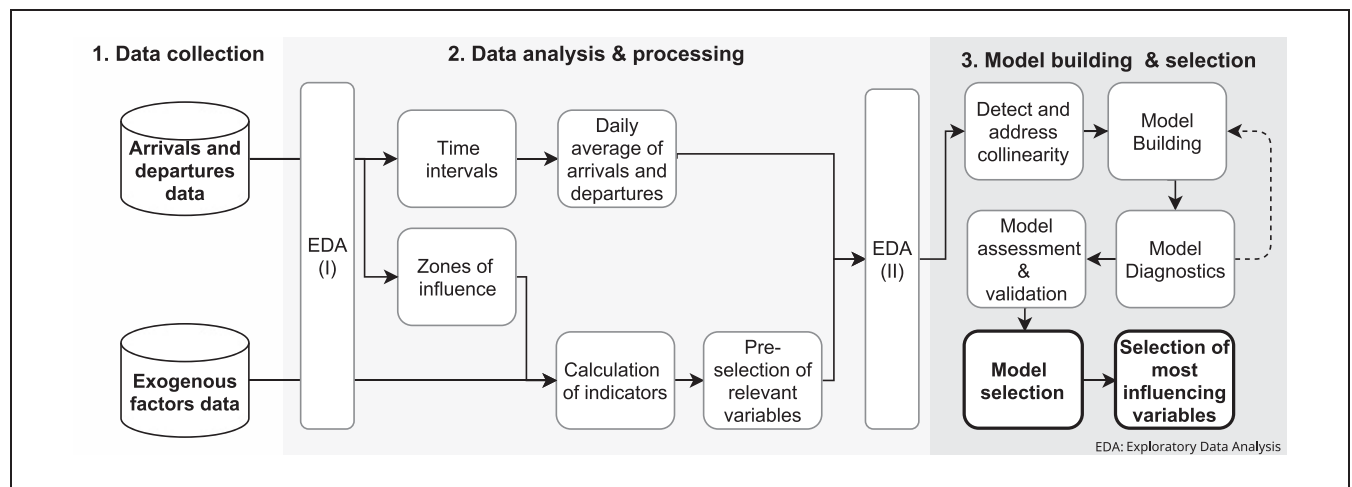 1. Data collection
2. Data analysis & processing
3. Model building & selection
Arrivals and
departures
data
Exogenous
factors data
EDA
(I)
Time
intervals
Daily
average of
arrivals and
departures
Zones of
influence
Calculation
of indicators
Pre-
selection of
relevant
variables
EDA
(II)
Detect and
address
collinearity
Model
Building
Model
Diagnostics
Model
assessment
&
validation
Model
selection
Selection of
most
influencing
variables
EDA: Exploratory Data Analysis